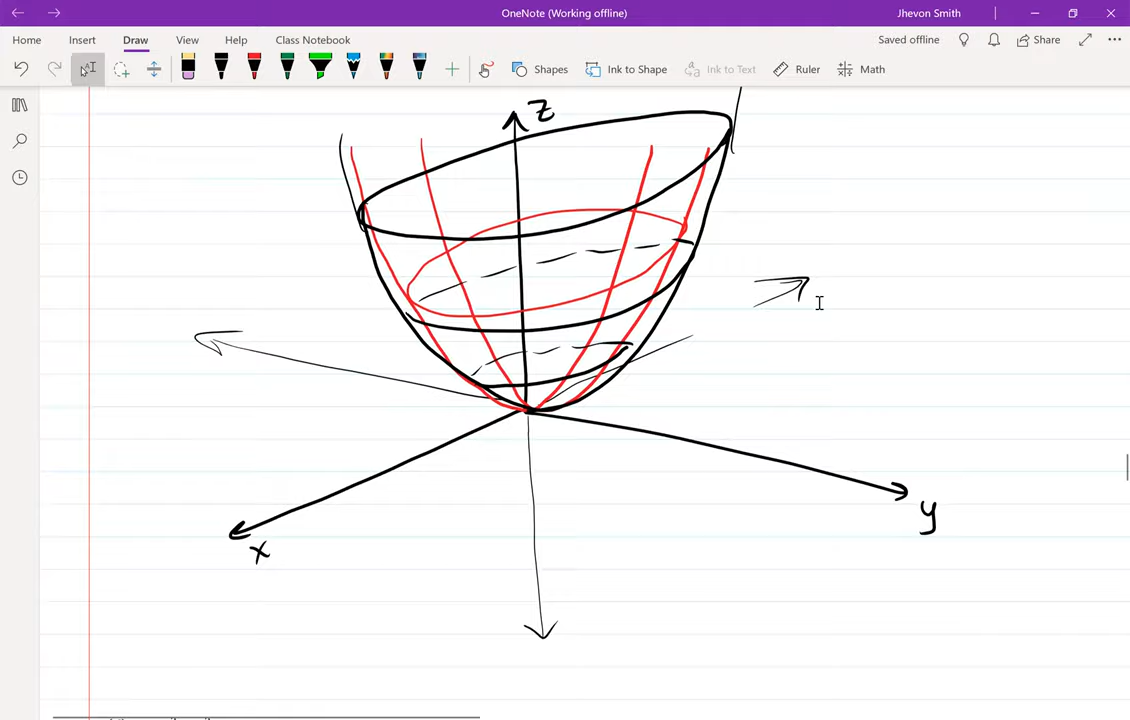 OneNote (Working offline)
Jhevon Smith
Home Insert Draw View Help Class Notebook
Saved offline
Share
Shapes
Ink to Shape
Ink to Text
Ruler
Math
z
x
y